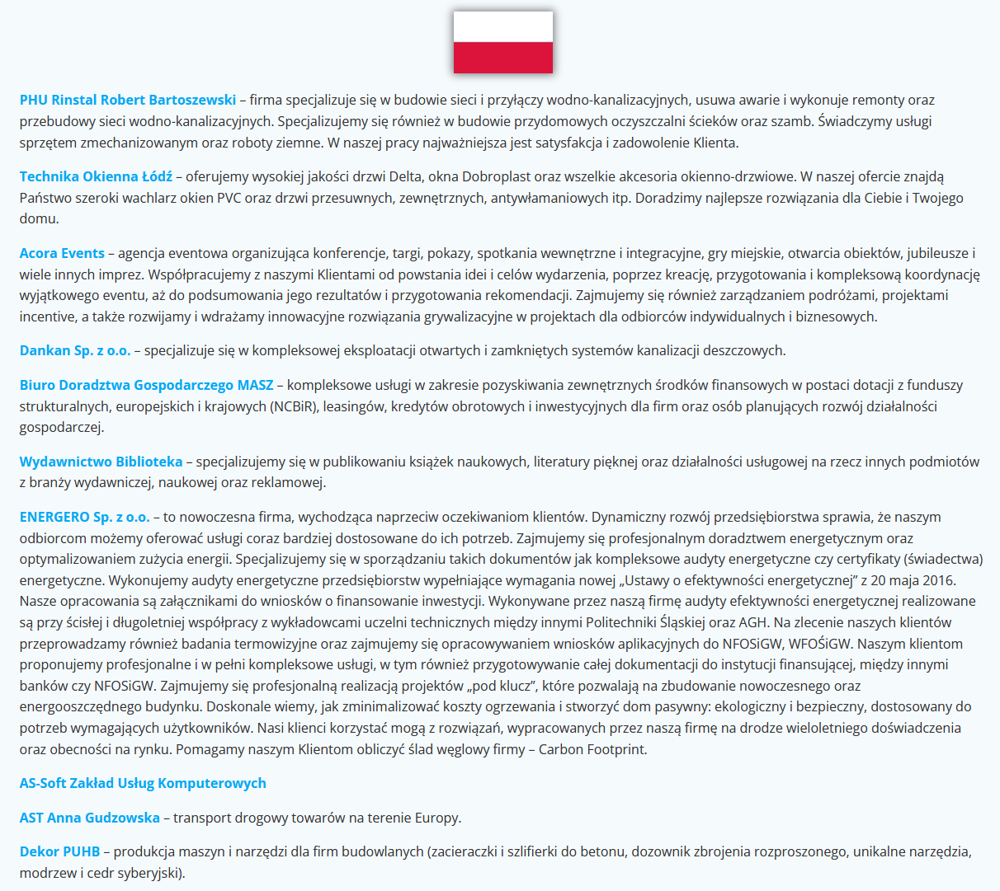 PHU Rinstal Robert Bartoszewski – firma specjalizuje się w budowie sieci i przyłączy wodno-kanalizacyjnych, usuwa awarie i wykonuje remonty oraz
przebudowy sieci wodno-kanalizacyjnych. Specjalizujemy się również w budowie przydomowych oczyszczalni ścieków oraz szamb. Świadczymy usługi
sprzętem zmechanizowanym oraz roboty ziemne. W naszej pracy najważniejsza jest satysfakcja i zadowolenie Klienta.
Technika Okienna Łódź – oferujemy wysokiej jakości drzwi Delta, okna Dobroplast oraz wszelkie akcesoria okienno-drzwiowe. W naszej ofercie znajdą
Państwo szeroki wachlarz okien PVC oraz drzwi przesuwnych, zewnętrznych, antywłamaniowych itp. Doradzimy najlepsze rozwiązania dla Ciebie i Twojego
domu.
Acora Events – agencja eventowa organizująca konferencje, targi, pokazy, spotkania wewnętrzne i integracyjne, gry miejskie, otwarcia obiektów, jubileusze i
wiele innych imprez. Współpracujemy z naszymi Klientami od powstania idei i celów wydarzenia, poprzez kreację, przygotowania i kompleksową koordynację
wyjątkowego eventu, aż do podsumowania jego rezultatów i przygotowania rekomendacji. Zajmujemy się również zarządzaniem podróżami, projektami
incentive, a także rozwijamy i wdrażamy innowacyjne rozwiązania grywalizacyjne w projektach dla odbiorców indywidualnych i biznesowych.
Dankan Sp. z o.o. – specjalizuje się w kompleksowej eksploatacji otwartych i zamkniętych systemów kanalizacji deszczowych.
Biuro Doradztwa Gospodarczego MASZ – kompleksowe usługi w zakresie pozyskiwania zewnętrznych środków finansowych w postaci dotacji z funduszy
strukturalnych, europejskich i krajowych (NCBiR), leasingów, kredytów obrotowych i inwestycyjnych dla firm oraz osób planujących rozwój działalności
gospodarczej.
Wydawnictwo Biblioteka – specjalizujemy się w publikowaniu książek naukowych, literatury pięknej oraz działalności usługowej na rzecz innych podmiotów
z branży wydawniczej, naukowej oraz reklamowej.
ENERGERO Sp. z o.o. – to nowoczesna firma, wychodząca naprzeciw oczekiwaniom klientów. Dynamiczny rozwój przedsiębiorstwa sprawia, że naszym
odbiorcom możemy oferować usługi coraz bardziej dostosowane do ich potrzeb. Zajmujemy się profesjonalnym doradztwem energetycznym oraz
optymalizowaniem zużycia energii. Specjalizujemy się w sporządzaniu takich dokumentów jak kompleksowe audyty energetyczne czy certyfikaty (świadectwa)
energetyczne. Wykonujemy audyty energetyczne przedsiębiorstw wypełniające wymagania nowej „Ustawy o efektywności energetycznej” z 20 maja 2016.
Nasze opracowania są załącznikami do wniosków o finansowanie inwestycji. Wykonywane przez naszą firmę audyty efektywności energetycznej realizowane
są przy ścisłej i długoletniej współpracy z wykładowcami uczelni technicznych między innymi Politechniki Śląskiej oraz AGH. Na zlecenie naszych klientów
przeprowadzamy również badania termowizyjne oraz zajmujemy się opracowywaniem wniosków aplikacyjnych do NFOSiGW, WFOŚiGW. Naszym klientom
proponujemy profesjonalne i w pełni kompleksowe usługi, w tym również przygotowywanie całej dokumentacji do instytucji finansującej, między innymi
banków czy NFOSiGW. Zajmujemy się profesjonalną realizacją projektów „pod klucz”, które pozwalają na zbudowanie nowoczesnego oraz
energooszczędnego budynku. Doskonale wiemy, jak zminimalizować koszty ogrzewania i stworzyć dom pasywny: ekologiczny i bezpieczny, dostosowany do
potrzeb wymagających użytkowników. Nasi klienci korzystać mogą z rozwiązań, wypracowanych przez naszą firmę na drodze wieloletniego doświadczenia
oraz obecności na rynku. Pomagamy naszym Klientom obliczyć ślad węglowy firmy – Carbon Footprint.
AS-Soft Zakład Usług Komputerowych
AST Anna Gudzowska – transport drogowy towarów na terenie Europy.
Dekor PUHB – produkcja maszyn i narzędzi dla firm budowlanych (zacieraczki i szlifierki do betonu, dozownik zbrojenia rozproszonego, unikalne narzędzia,
modrzew i cedr syberyjski).